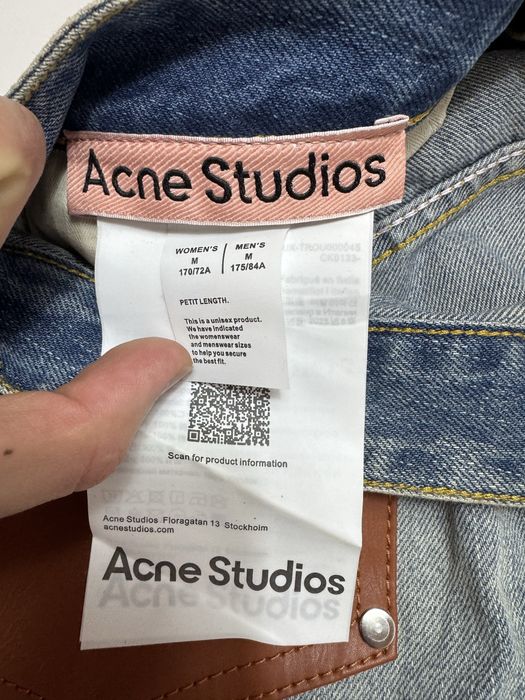 Acne Studios
WOMEN'S
M
170/72A
MEN'S
M
175/84A
PETIT LENGTH.
This is a unisex product.
We have indicated
the womenswear
and menswear sizes
to help you secure
the best fit.
Scan for product information
Acne Studios Floragatan 13 Stockholm
acnestudios.com
Acne Studios